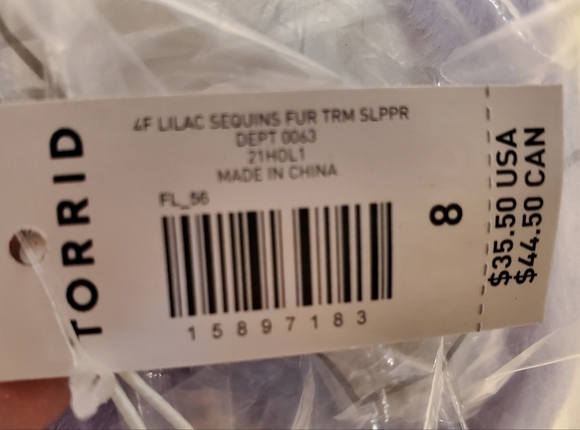 TORRID
4F LILAC SEQUINS FUR TRM SLPPR
DEPT 0063
21HOL1
MADE IN CHINA
FL_56
15897183
8
$35.50 USA
$44.50 CAN